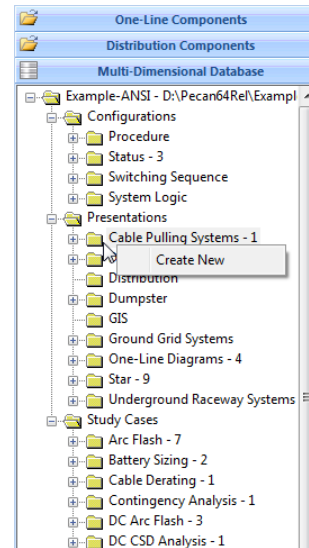 One-Line Components
Distribution Components
Multi-Dimensional Database
Example-ANSI - D:\Pecan64Rel\Exampl
Configurations
Procedure
Status - 3
Switching Sequence
System Logic
Presentations
Cable Pulling Systems - 1
Create New
Distribution
Dumpster
GIS
Ground Grid Systems
One-Line Diagrams - 4
Star - 9
Underground Raceway Systems
Study Cases
Arc Flash - 7
Battery Sizing - 2
Cable Derating - 1
Contingency Analysis - 1
DC Arc Flash - 3
DC CSD Analysis - 1